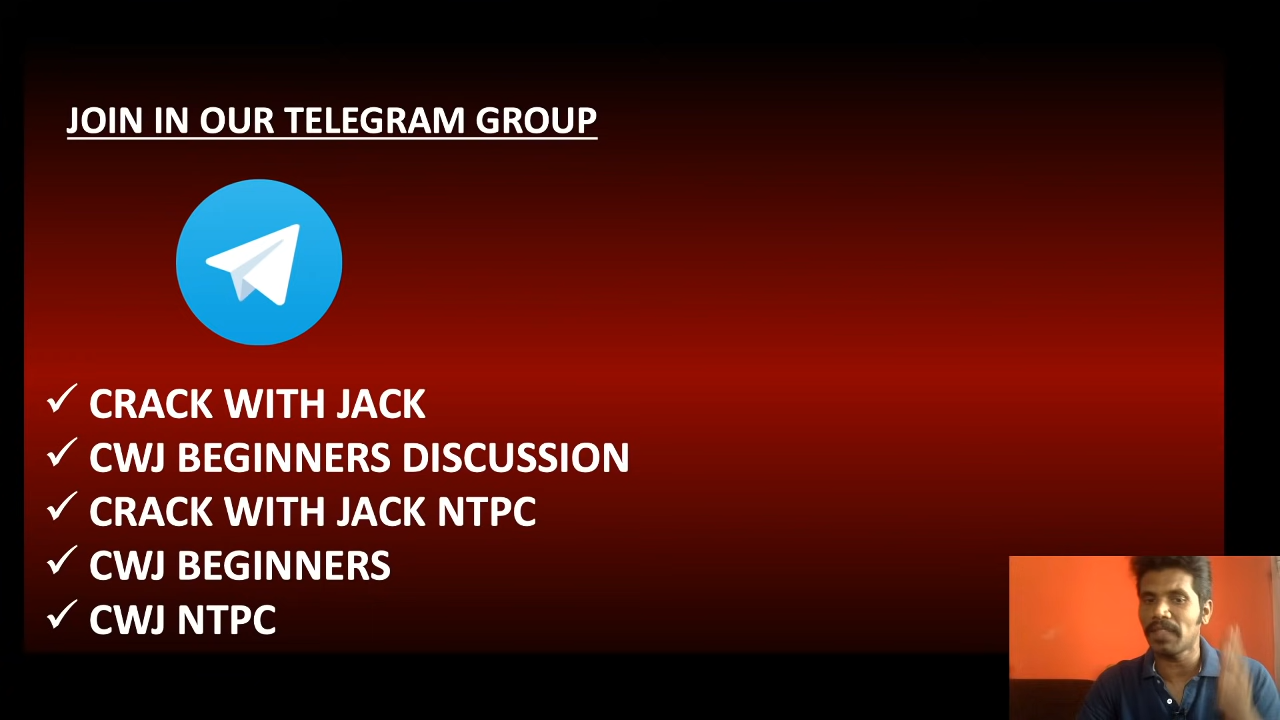 JOIN IN OUR TELEGRAM GROUP
✓ CRACK WITH JACK
✓ CWJ BEGINNERS DISCUSSION
✓ CRACK WITH JACK NTPC
✓ CWJ BEGINNERS
✓ CWJ NTPC